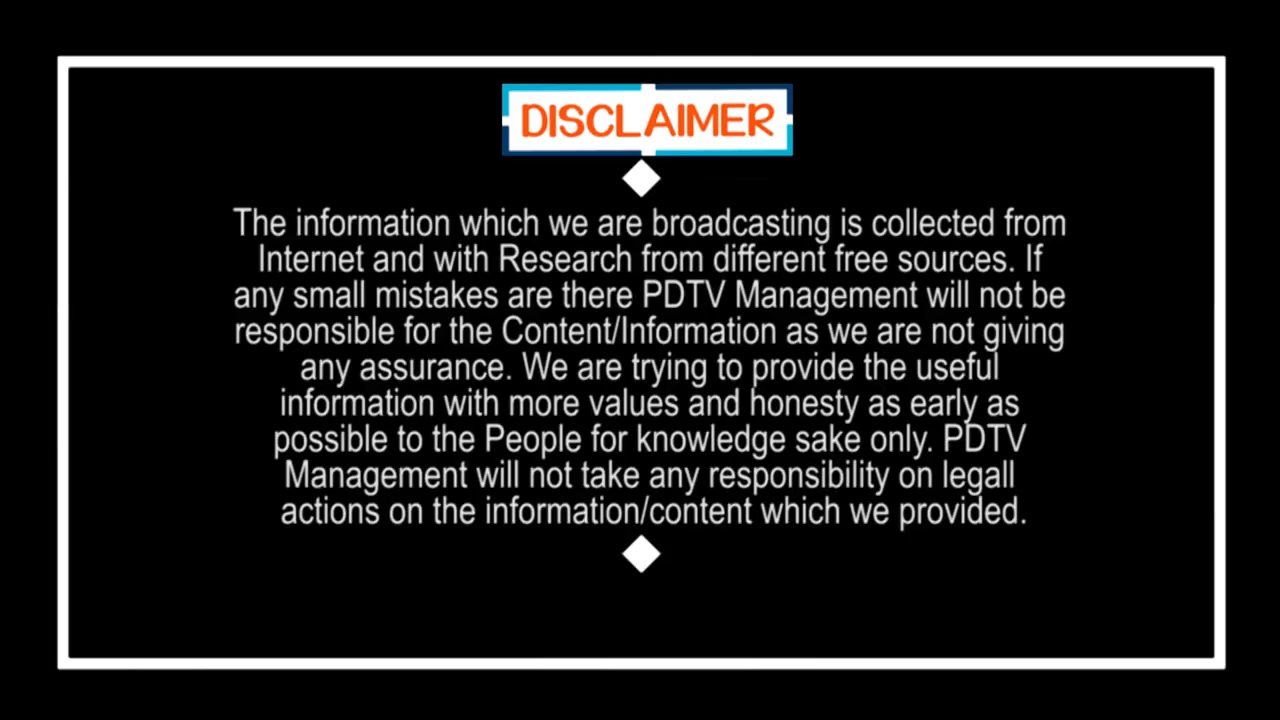 DISCLAIMER
The information which we are broadcasting is collected from
Internet and with Research from different free sources. If
any small mistakes are there PDTV Management will not be
responsible for the Content/Information as we are not giving
any assurance. We are trying to provide the useful
information with more values and honesty as early as
possible to the People for knowledge sake only. PDTV
Management will not take any responsibility on legall
actions on the information/content which we provided.